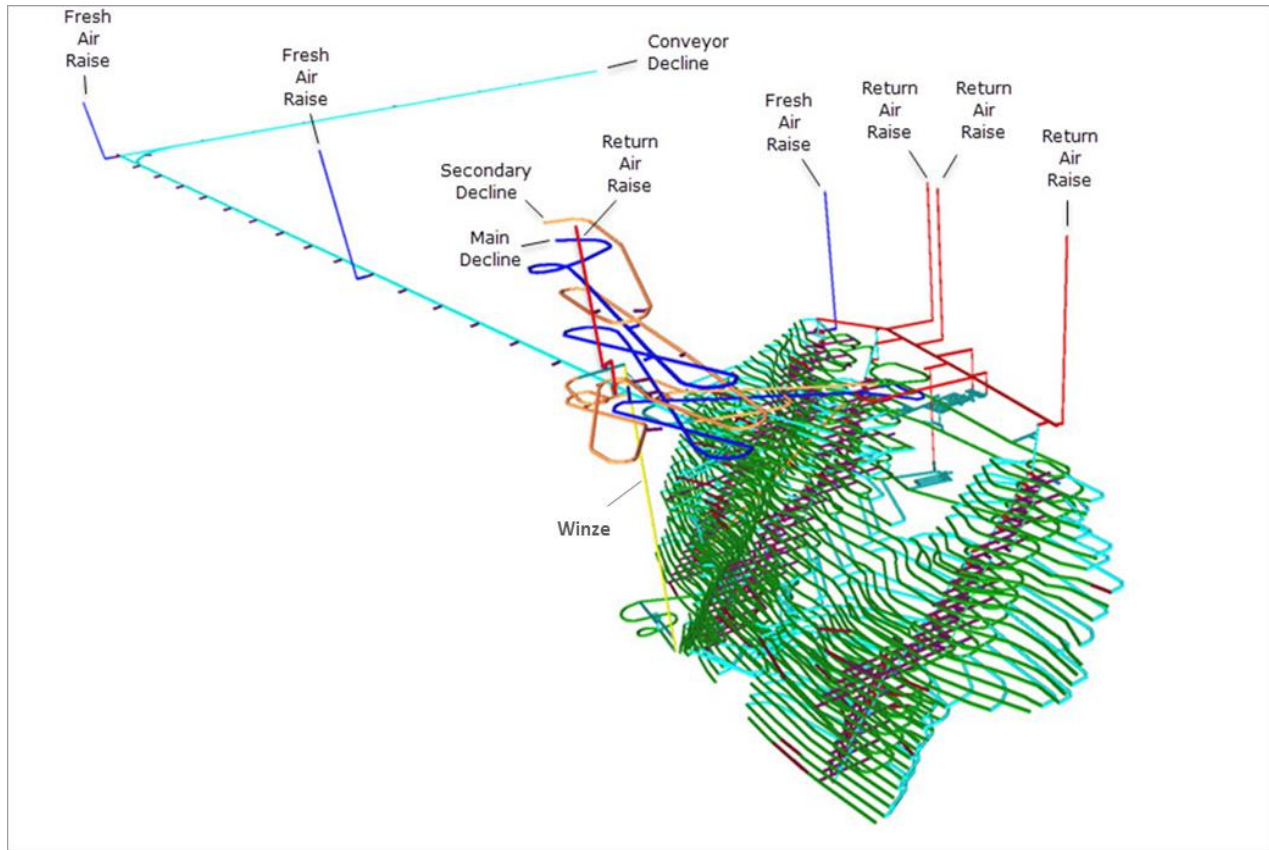 Fresh
Air
Raise
Fresh
Air
Raise
Conveyor
Decline
Secondary
Decline
Return
Air
Raise
Main
Decline
Fresh
Air
Raise
Return
Air
Raise
Return
Air
Raise
Return
Air
Raise
Winze